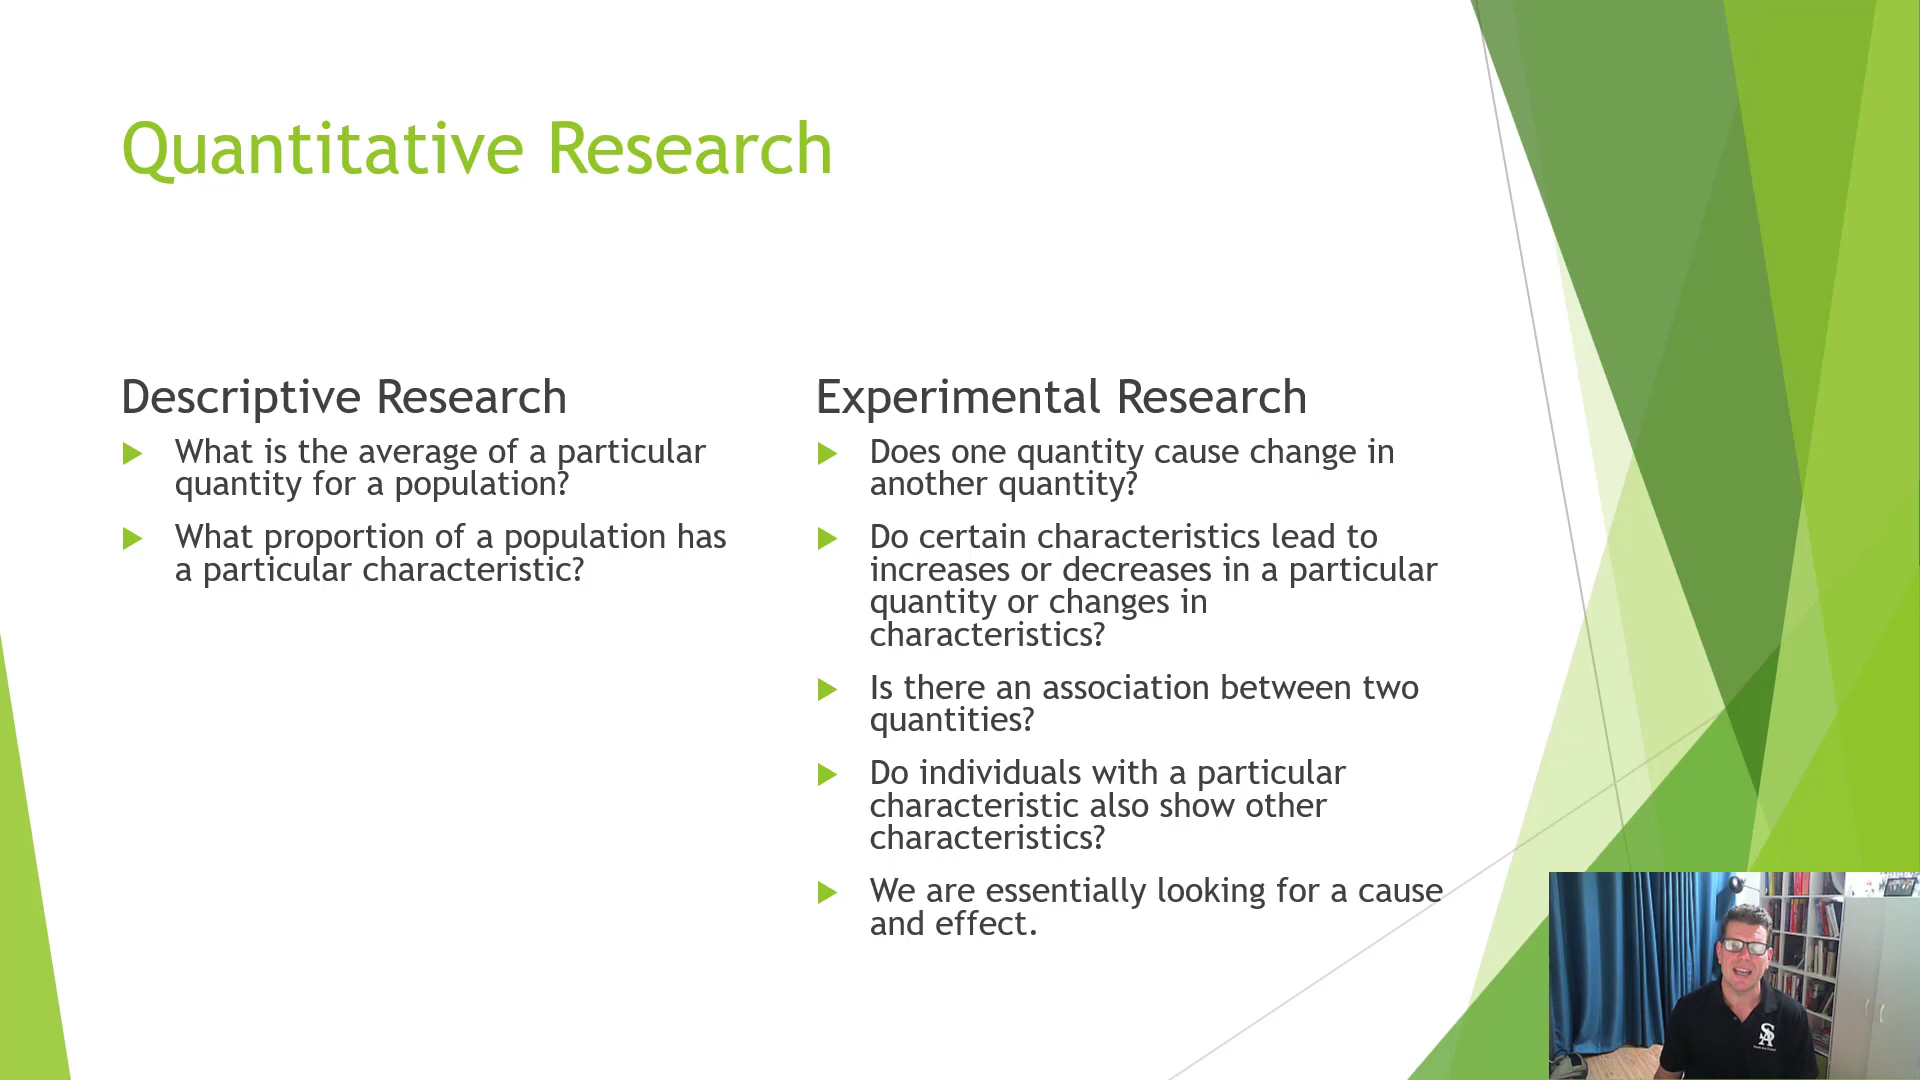 Quantitative Research
Descriptive Research
What is the average of a particular
quantity for a population?
What proportion of a population has
a particular characteristic?
Experimental Research
Does one quantity cause change in
another quantity?
Do certain characteristics lead to
increases or decreases in a particular
quantity or changes in
characteristics?
Is there an association between two
quantities?
Do individuals with a particular
characteristic also show other
characteristics?
We are essentially looking for a cause
and effect.